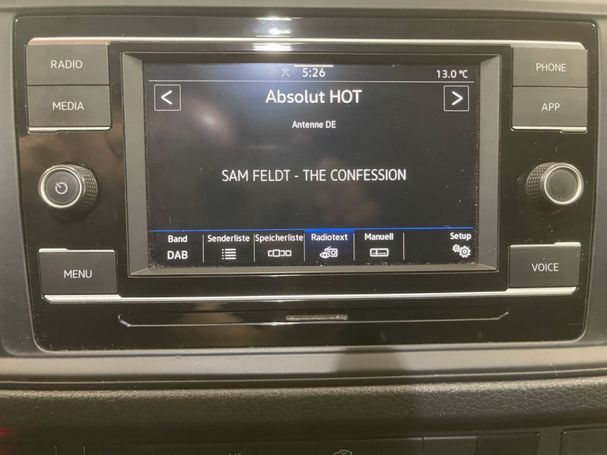 RADIO
5:26
13.0 °C
PHONE
MEDIA
<
Absolut HOT
>
APP
Antenne DE
SAM FELDT - THE CONFESSION
Band
Senderliste
Speicherliste
Radiotext
Manuell
Setup
DAB
MENU
VOICE